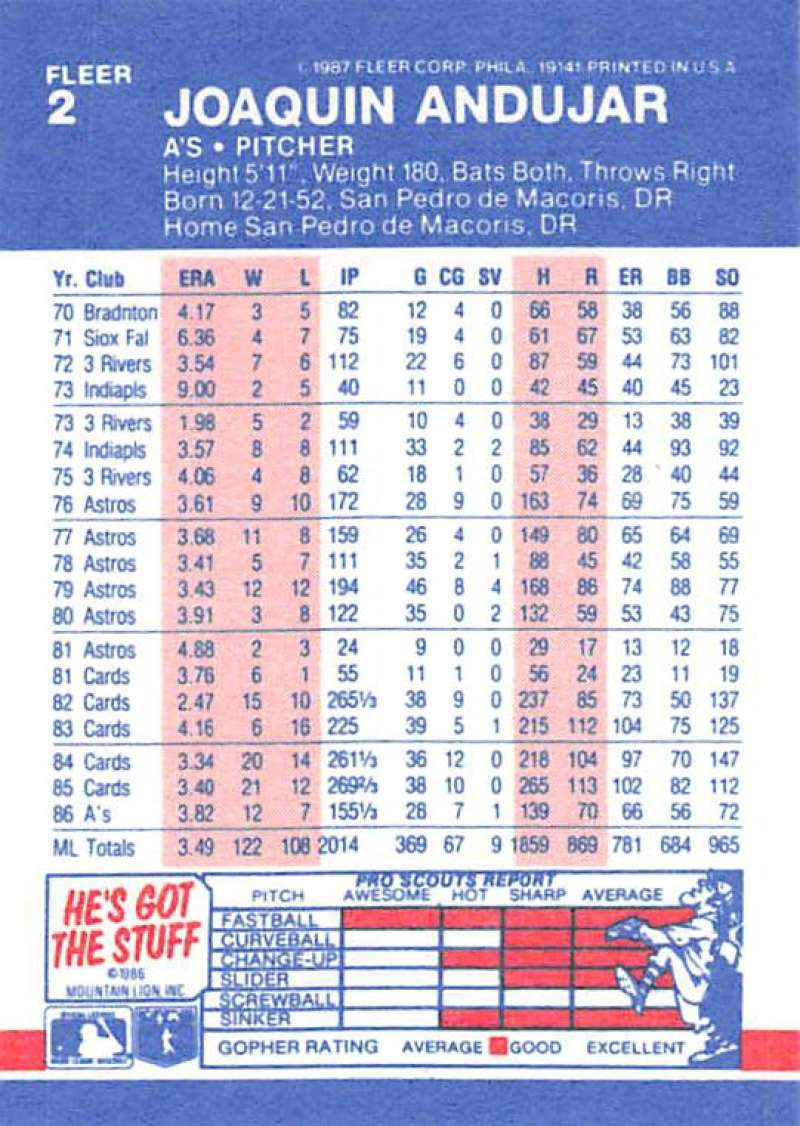 © 1987 FLEER CORP. PHILA. 19141 PRINTED IN U.S.A.
FLEER
2
JOAQUIN ANDUJAR
A'S • PITCHER
Height 5'11", Weight 180, Bats Both, Throws Right
Born 12-21-52, San Pedro de Macoris, DR
Home San Pedro de Macoris, DR
Yr. Club ERA W L IP G CG SV H R ER BB SO
70 Bradnton 4.17 3 5 82 12 4 0 66 58 38 56 88
71 Siox Fal 6.36 4 7 75 19 4 0 61 67 53 63 82
72 3 Rivers 3.54 7 6 112 22 6 0 87 59 44 73 101
73 Indiapls 9.00 2 5 40 11 0 0 42 45 40 45 23
73 3 Rivers 1.98 5 2 59 10 4 0 38 29 13 38 39
74 Indiapls 3.57 8 8 111 33 2 2 85 62 44 93 92
75 3 Rivers 4.06 4 8 62 18 1 0 57 36 28 40 44
76 Astros 3.61 9 10 172 28 9 0 163 74 69 75 59
77 Astros 3.68 11 8 159 26 4 0 149 80 65 64 69
78 Astros 3.41 5 7 111 35 2 1 88 45 42 58 55
79 Astros 3.43 12 12 194 46 8 4 168 86 74 88 77
80 Astros 3.91 3 8 122 35 0 2 132 59 53 43 75
81 Astros 4.88 2 3 24 9 0 0 29 17 13 12 18
81 Cards 3.76 6 1 55 11 1 0 56 24 23 11 19
82 Cards 2.47 15 10 265⅓ 38 9 0 237 85 73 50 137
83 Cards 4.16 6 16 225 39 5 1 215 112 104 75 125
84 Cards 3.34 20 14 261⅓ 36 12 0 218 104 97 70 147
85 Cards 3.40 21 12 269⅔ 38 10 0 265 113 102 82 112
86 A's 3.82 12 7 155⅓ 28 7 1 139 70 66 56 72
ML Totals 3.49 122 108 2014 369 67 9 1859 869 781 684 965
HE'S GOT
THE STUFF
© 1986
MOUNTAIN LION, INC
PRO SCOUTS REPORT
PITCH AWESOME HOT SHARP AVERAGE
FASTBALL
CURVEBALL
CHANGE-UP
SLIDER
SCREWBALL
SINKER
GOPHER RATING AVERAGE GOOD EXCELLENT